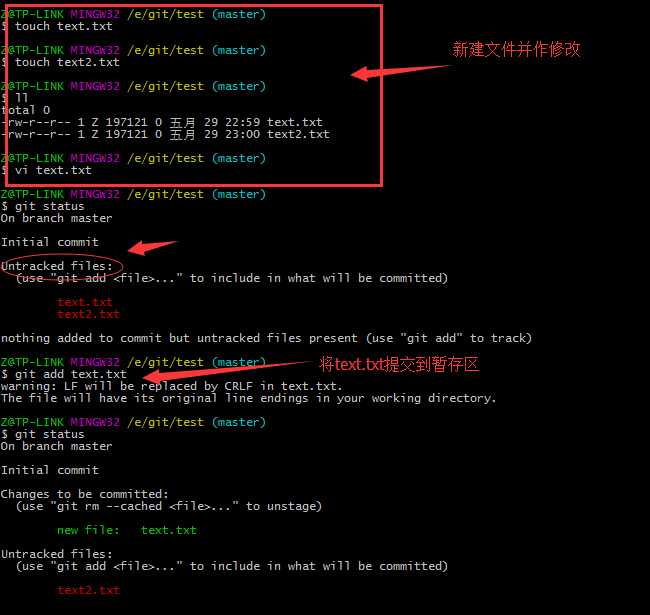 Z@TP-LINK MINGW32 /e/git/test (master)
$ touch text.txt
Z@TP-LINK MINGW32 /e/git/test (master)
$ touch text2.txt
新建文件并作修改
Z@TP-LINK MINGW32 /e/git/test (master)
$ ll
total 0
-rw-r--r-- 1 Z 197121 0 五月 29 22:59 text.txt
-rw-r--r-- 1 Z 197121 0 五月 29 23:00 text2.txt
Z@TP-LINK MINGW32 /e/git/test (master)
$ vi text.txt
Z@TP-LINK MINGW32 /e/git/test (master)
$ git status
On branch master
Initial commit
Untracked files:
(use "git add <file>..." to include in what will be committed)
text.txt
text2.txt
nothing added to commit but untracked files present (use "git add" to track)
Z@TP-LINK MINGW32 /e/git/test (master)
$ git add text.txt
将text.txt提交到暂存区
warning: LF will be replaced by CRLF in text.txt.
The file will have its original line endings in your working directory.
Z@TP-LINK MINGW32 /e/git/test (master)
$ git status
On branch master
Initial commit
Changes to be committed:
(use "git rm --cached <file>..." to unstage)
new file:   text.txt
Untracked files:
(use "git add <file>..." to include in what will be committed)
text2.txt